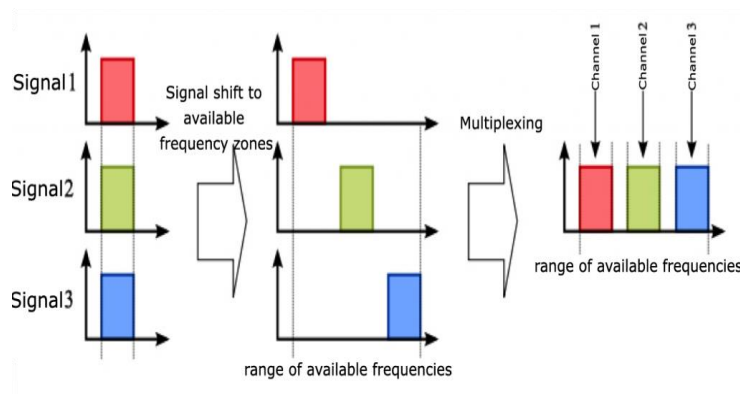 Signal1
Signal2
Signal3
Signal shift to
available
frequency zones
range of available frequencies
Multiplexing
Channel 1
Channel 2
Channel 3
range of available frequencies